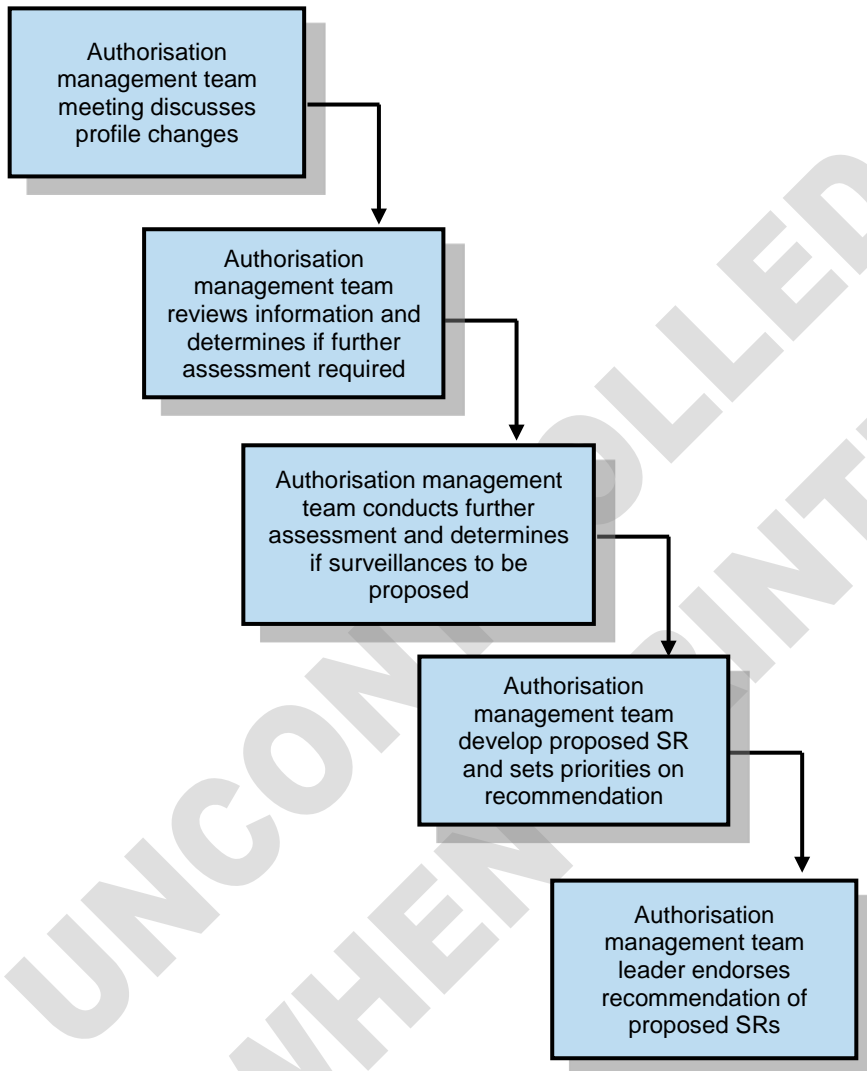 Authorisation
management team
meeting discusses
profile changes
Authorisation
management team
reviews information and
determines if further
assessment required
Authorisation management
team conducts further
assessment and determines
if surveillances to be
proposed
Authorisation
management team
develop proposed SR
and sets priorities on
recommendation
Authorisation
management team
leader endorses
recommendation of
proposed SRs
UNCONTROLLED
WHEN PRINT